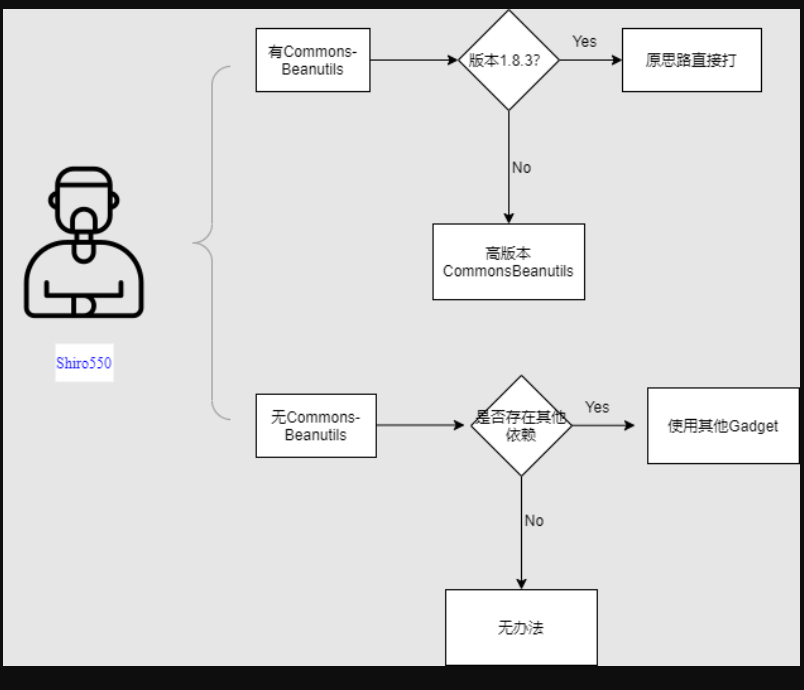 有Commons-
Beanutils
版本1.8.3?
Yes
原思路直接打
No
高版本
CommonsBeanutils
Shiro550
无Commons-
Beanutils
是否存在其他
依赖
Yes
使用其他Gadget
No
无办法